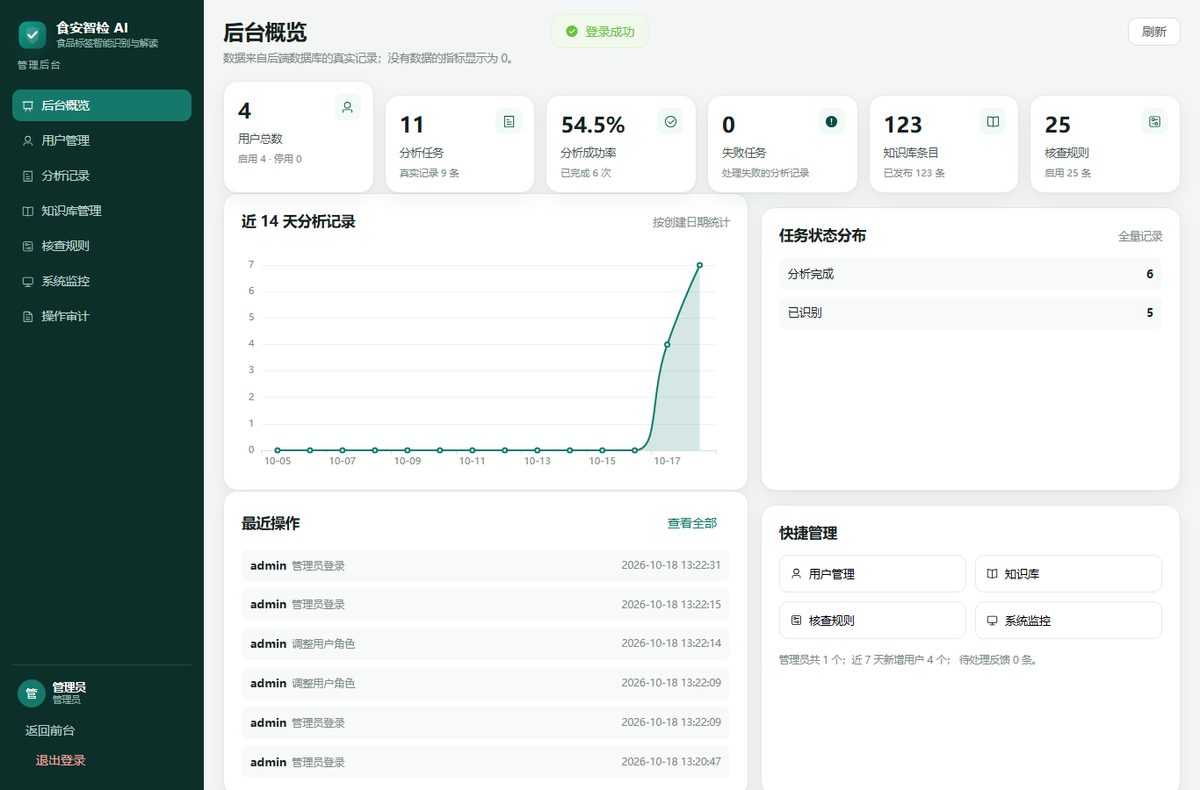 食安智检 AI
食品标签智能识别与解读
管理后台
后台概览
用户管理
分析记录
知识库管理
核查规则
系统监控
操作审计
管
管理员
管理员
返回前台
退出登录
后台概览
数据来自后端数据库的真实记录；没有数据的指标显示为 0。
登录成功
刷新
4
用户总数
启用 4 · 停用 0
11
分析任务
真实记录 9 条
54.5%
分析成功率
已完成 6 次
0
失败任务
处理失败的分析记录
123
知识库条目
已发布 123 条
25
核查规则
启用 25 条
近 14 天分析记录
按创建日期统计
7
6
5
4
3
2
1
0
10-05 10-07 10-09 10-11 10-13 10-15 10-17
任务状态分布
全量记录
分析完成 6
已识别 5
最近操作
查看全部
admin 管理员登录 2026-10-18 13:22:31
admin 管理员登录 2026-10-18 13:22:15
admin 调整用户角色 2026-10-18 13:22:14
admin 调整用户角色 2026-10-18 13:22:09
admin 管理员登录 2026-10-18 13:22:09
admin 管理员登录 2026-10-18 13:20:47
快捷管理
用户管理
知识库
核查规则
系统监控
管理员共 1 个；近 7 天新增用户 4 个； 待处理反馈 0 条。